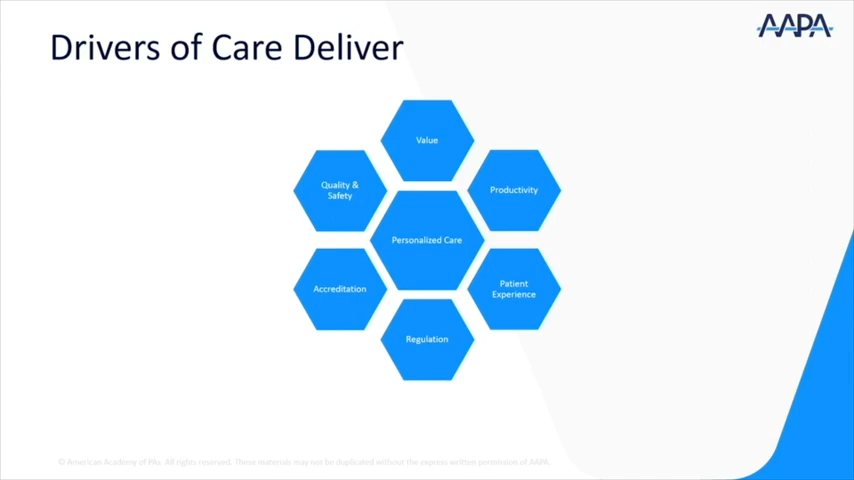 AAPA
Drivers of Care Deliver
Value
Quality &
Safety
Productivity
Personalized Care
Accreditation
Patient
Experience
Regulation
© American Academy of PAs. All rights reserved. These materials may not be duplicated without the express written permission of AAPA.